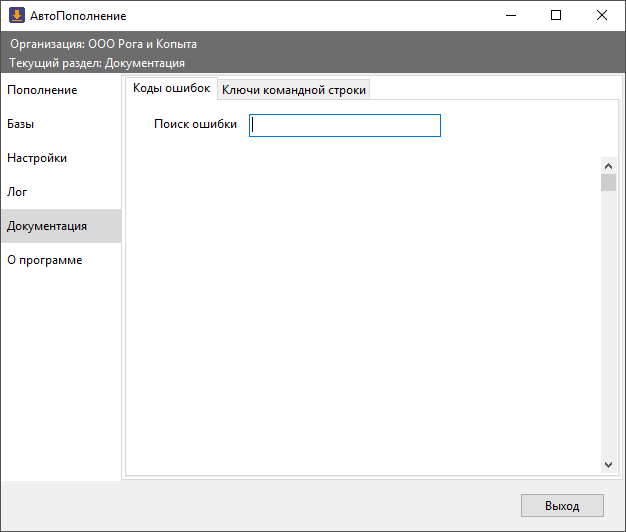 АвтоПополнение
Организация: ООО Рога и Копыта
Текущий раздел: Документация
Пополнение
Базы
Настройки
Лог
Документация
О программе
Коды ошибок
Ключи командной строки
Поиск ошибки
Выход